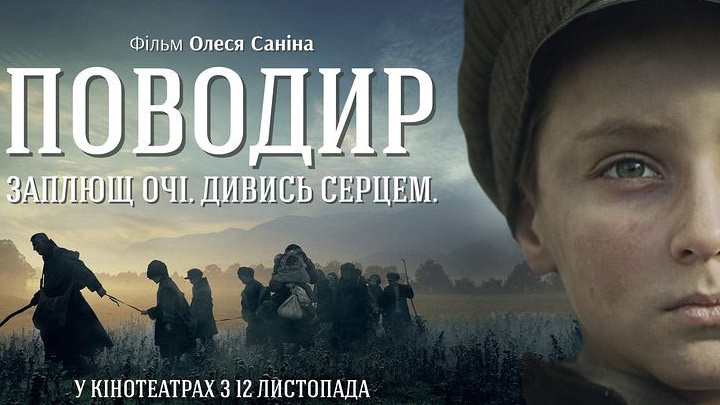 Фільм Олеся Саніна
ПОВОДИР
ЗАПЛЮЩ ОЧІ. ДИВИСЬ СЕРЦЕМ.
У КІНОТЕАТРАХ З 12 ЛИСТОПАДА